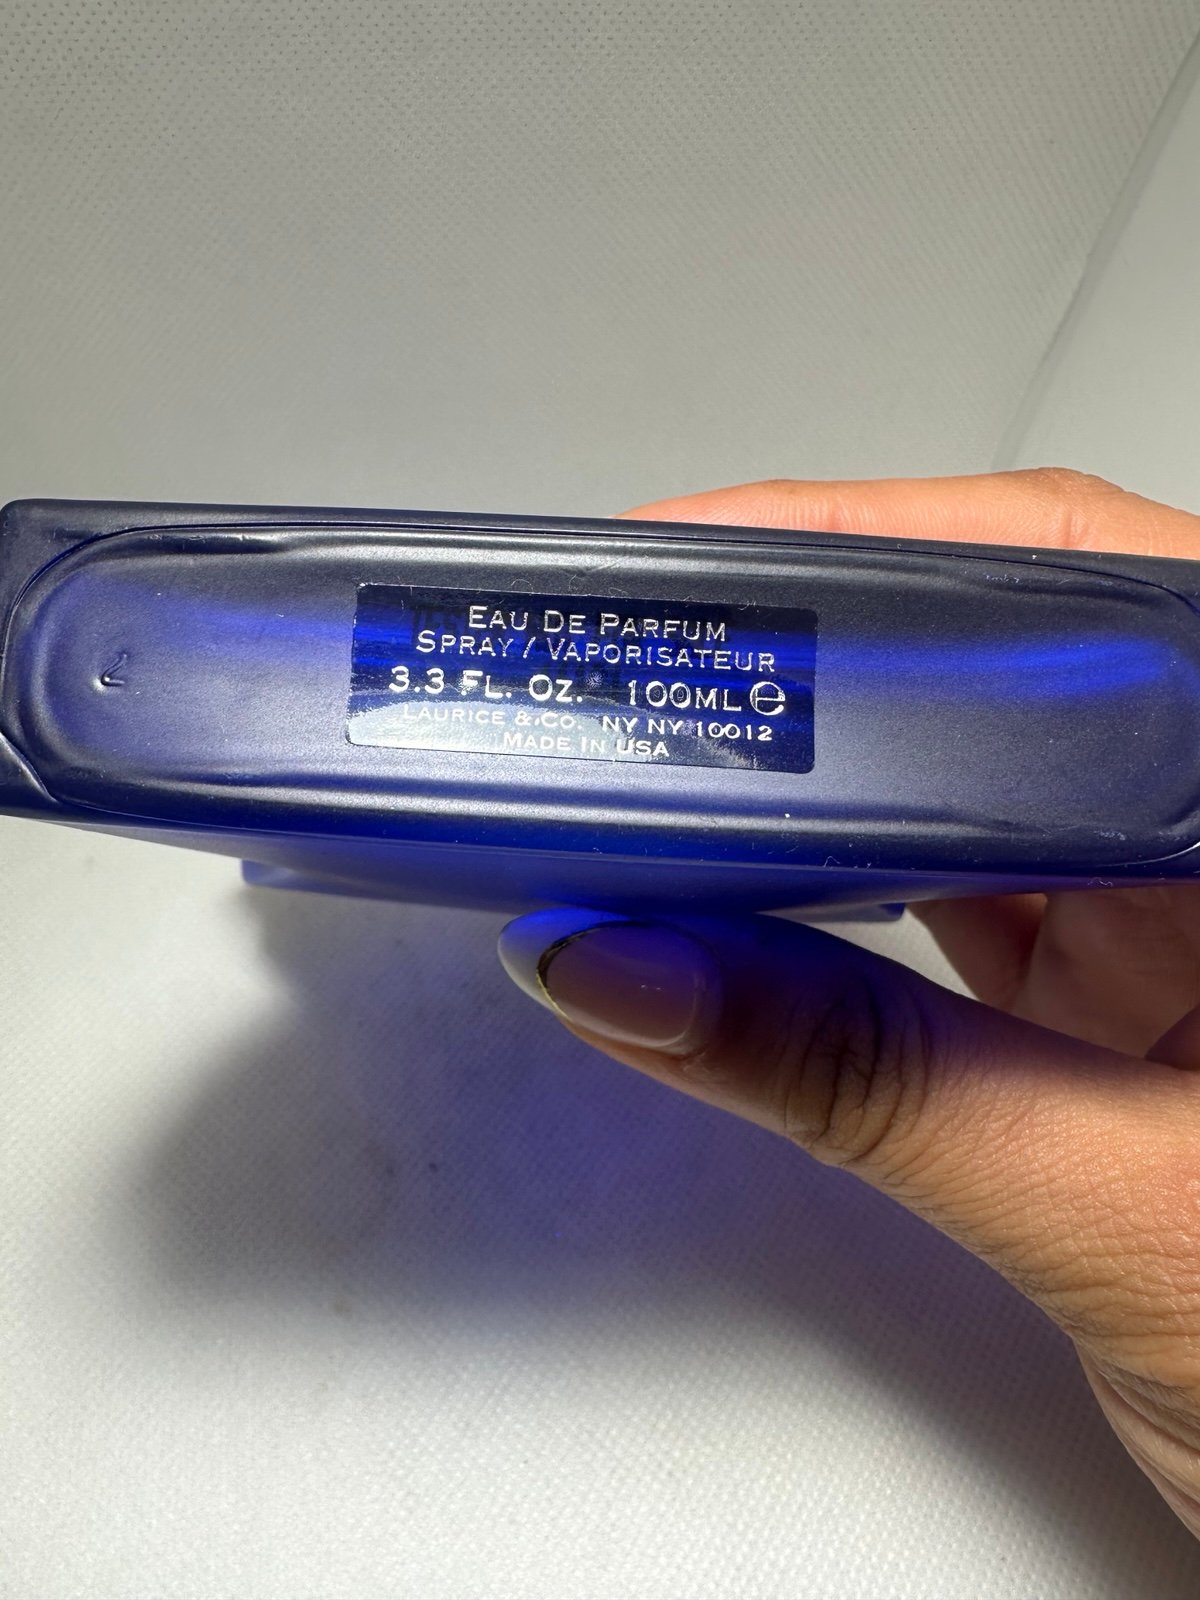 EAU DE PARFUM
SPRAY / VAPORISATEUR
3.3 FL. OZ. 100ML ℮
LAURICE & CO. NY NY 10012
MADE IN USA